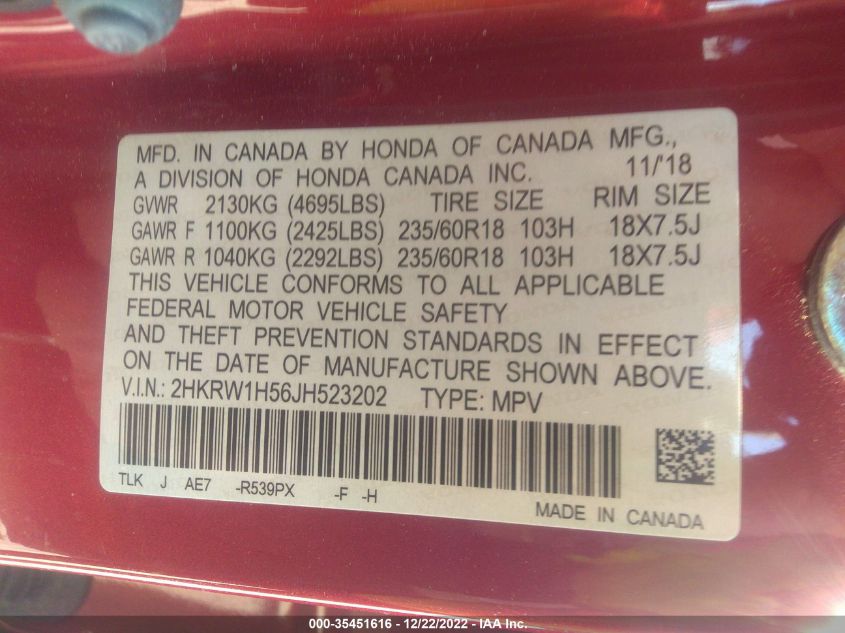 MFD. IN CANADA BY HONDA OF CANADA MFG.,
A DIVISION OF HONDA CANADA INC. 11/'18
GVWR 2130KG (4695LBS) TIRE SIZE RIM SIZE
GAWR F 1100KG (2425LBS) 235/60R18 103H 18X7.5J
GAWR R 1040KG (2292LBS) 235/60R18 103H 18X7.5J
THIS VEHICLE CONFORMS TO ALL APPLICABLE
FEDERAL MOTOR VEHICLE SAFETY
AND THEFT PREVENTION STANDARDS IN EFFECT
ON THE DATE OF MANUFACTURE SHOWN ABOVE.
V.I.N.: 2HKRW1H56JH523202 TYPE: MPV
TLK J AE7 -R539PX -F -H
MADE IN CANADA
000-35451616 - 12/22/2022 - IAA Inc.